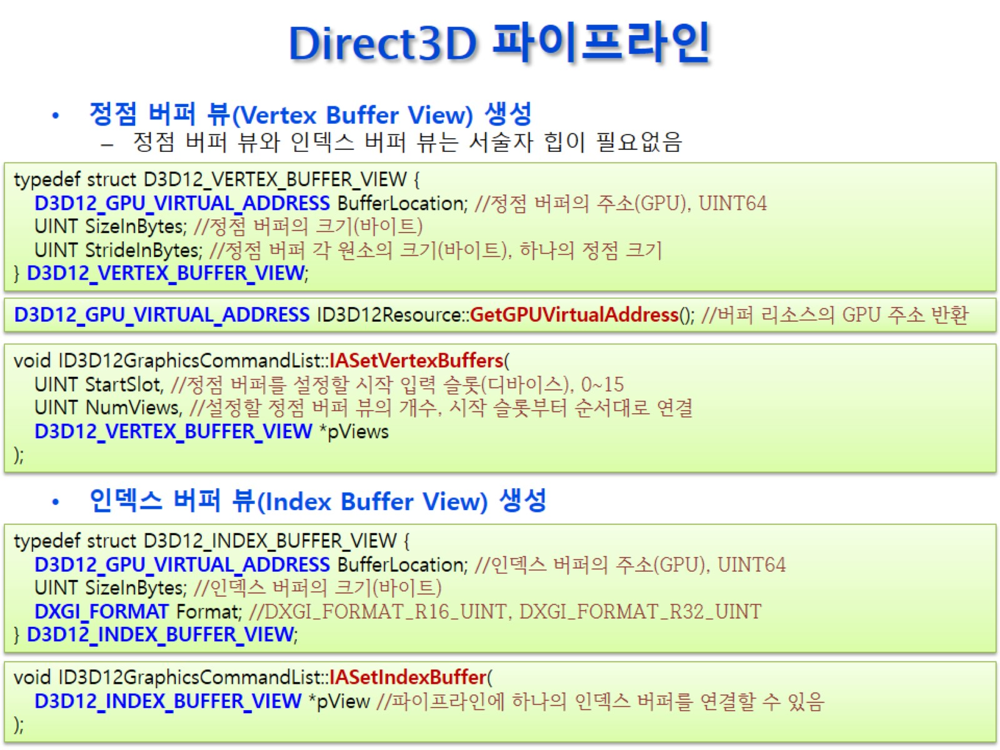 Direct3D 파이프라인
• 정점 버퍼 뷰(Vertex Buffer View) 생성
– 정점 버퍼 뷰와 인덱스 버퍼 뷰는 서술자 힙이 필요없음
typedef struct D3D12_VERTEX_BUFFER_VIEW {
D3D12_GPU_VIRTUAL_ADDRESS BufferLocation; //정점 버퍼의 주소(GPU), UINT64
UINT SizeInBytes; //정점 버퍼의 크기(바이트)
UINT StrideInBytes; //정점 버퍼 각 원소의 크기(바이트), 하나의 정점 크기
} D3D12_VERTEX_BUFFER_VIEW;
D3D12_GPU_VIRTUAL_ADDRESS ID3D12Resource::GetGPUVirtualAddress(); //버퍼 리소스의 GPU 주소 반환
void ID3D12GraphicsCommandList::IASetVertexBuffers(
UINT StartSlot, //정점 버퍼를 설정할 시작 입력 슬롯(디바이스), 0~15
UINT NumViews, //설정할 정점 버퍼 뷰의 개수, 시작 슬롯부터 순서대로 연결
D3D12_VERTEX_BUFFER_VIEW *pViews
);
• 인덱스 버퍼 뷰(Index Buffer View) 생성
typedef struct D3D12_INDEX_BUFFER_VIEW {
D3D12_GPU_VIRTUAL_ADDRESS BufferLocation; //인덱스 버퍼의 주소(GPU), UINT64
UINT SizeInBytes; //인덱스 버퍼의 크기(바이트)
DXGI_FORMAT Format; //DXGI_FORMAT_R16_UINT, DXGI_FORMAT_R32_UINT
} D3D12_INDEX_BUFFER_VIEW;
void ID3D12GraphicsCommandList::IASetIndexBuffer(
D3D12_INDEX_BUFFER_VIEW *pView //파이프라인에 하나의 인덱스 버퍼를 연결할 수 있음
);